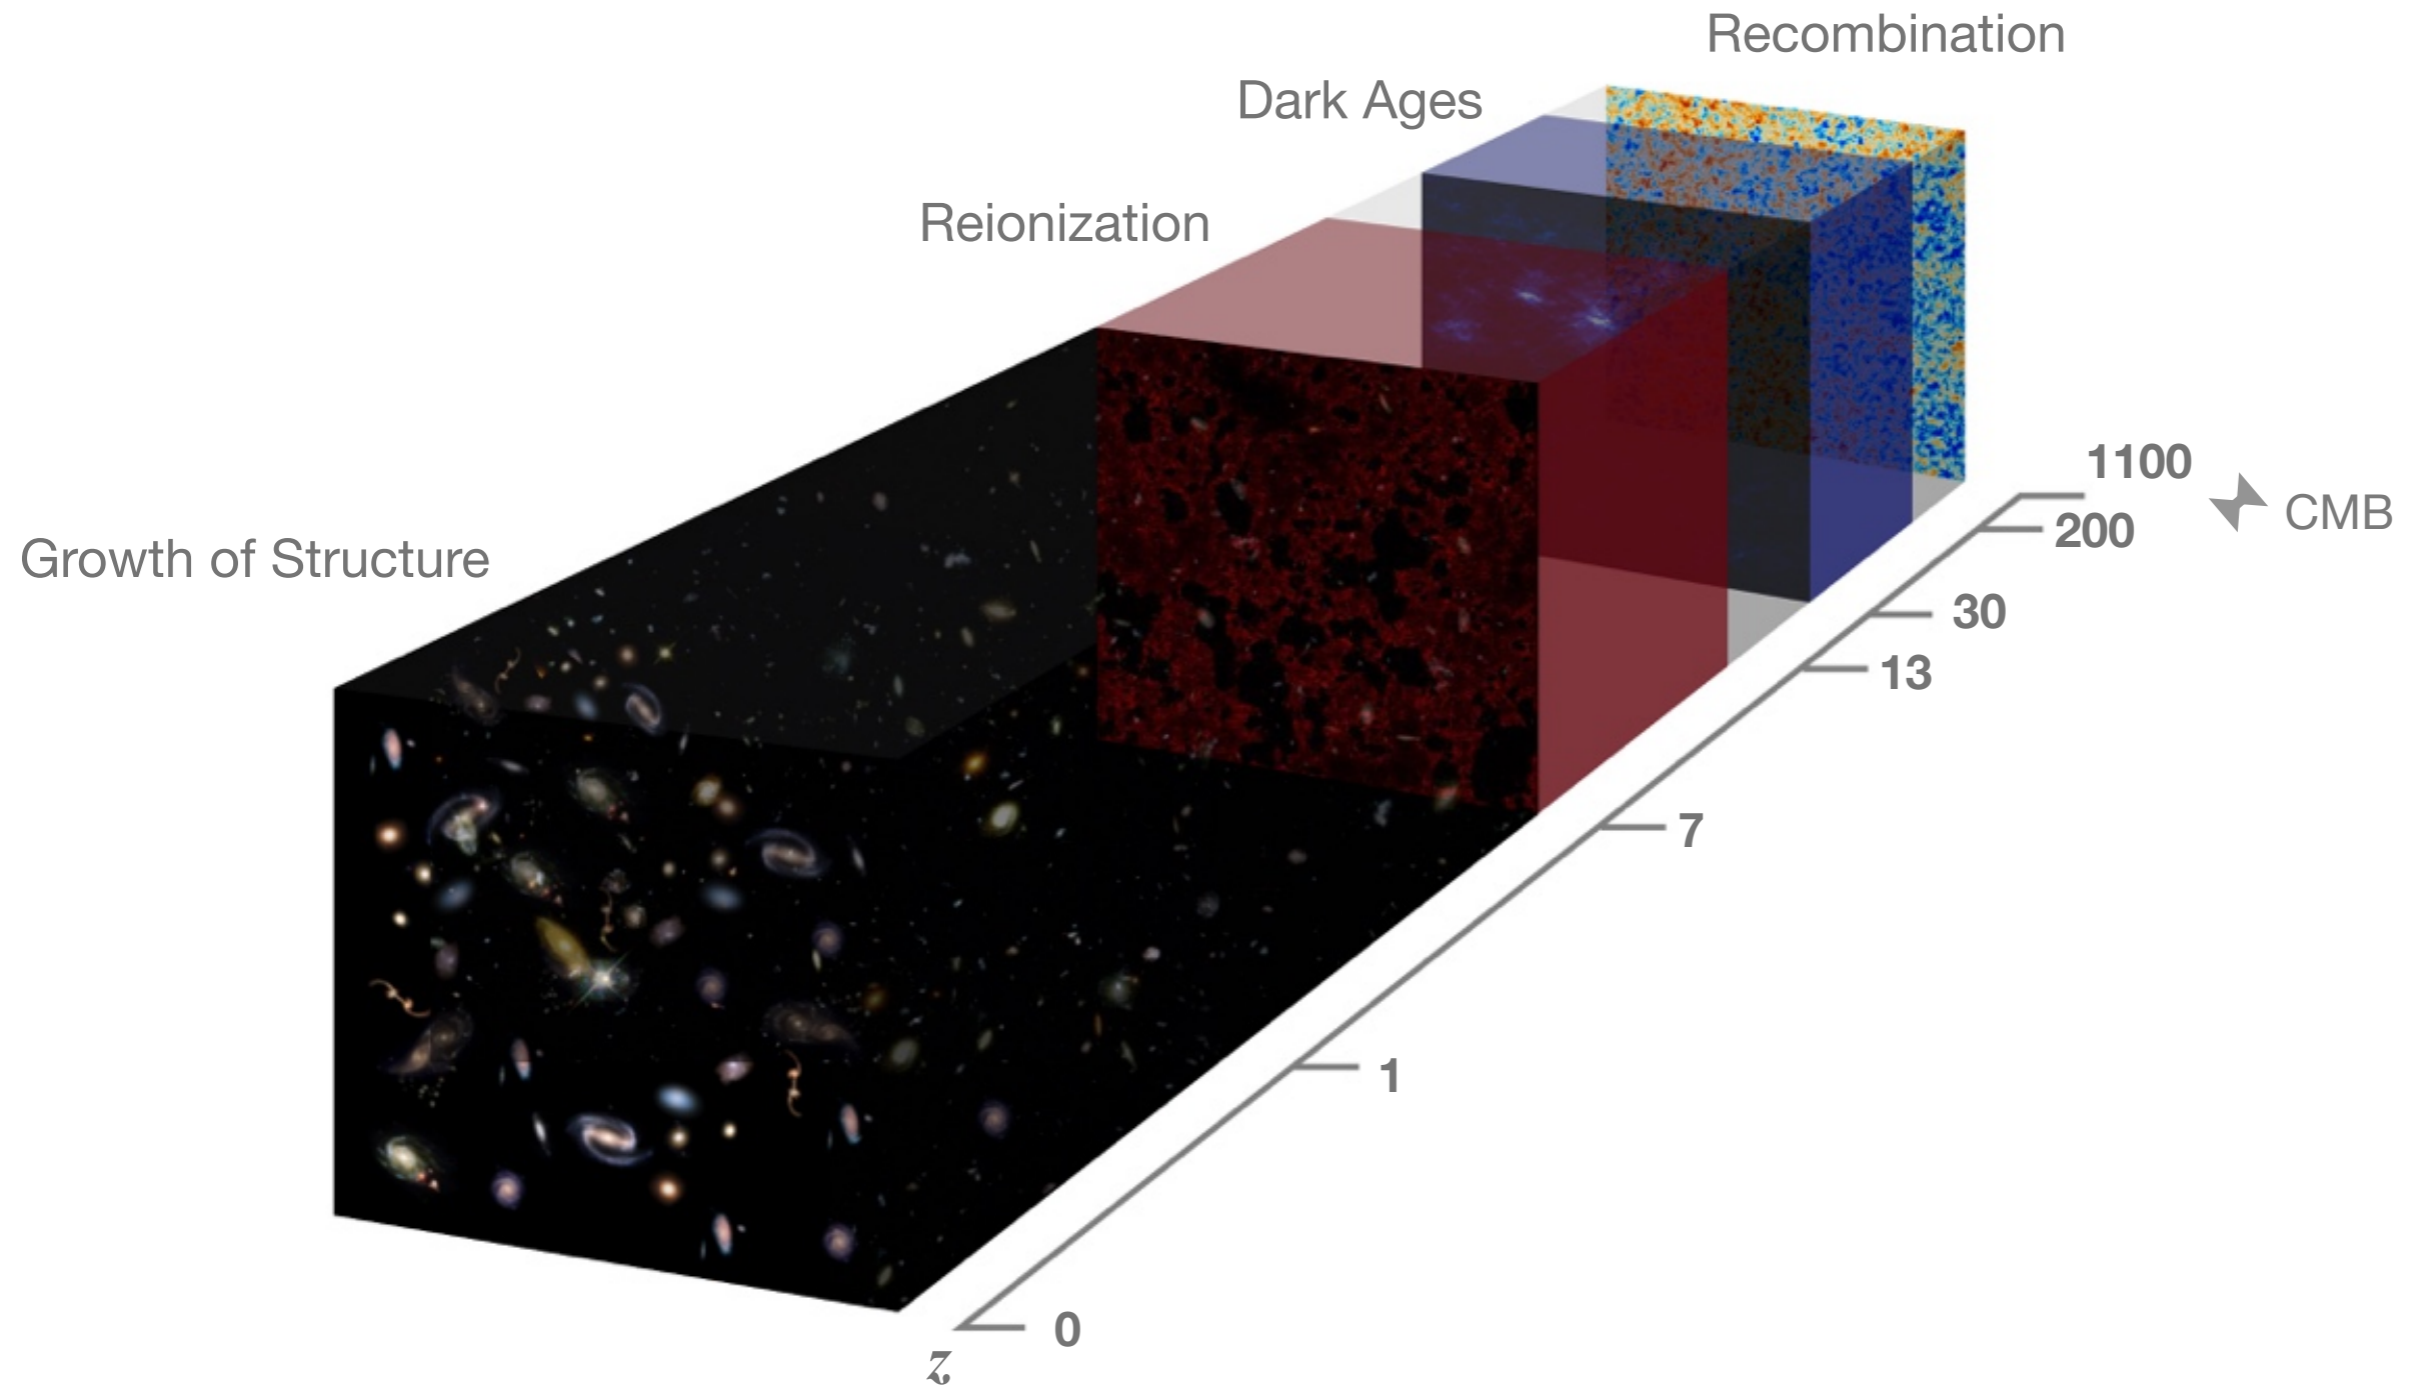 Recombination
Dark Ages
Reionization
Growth of Structure
1100
CMB
200
30
13
7
1
0
z